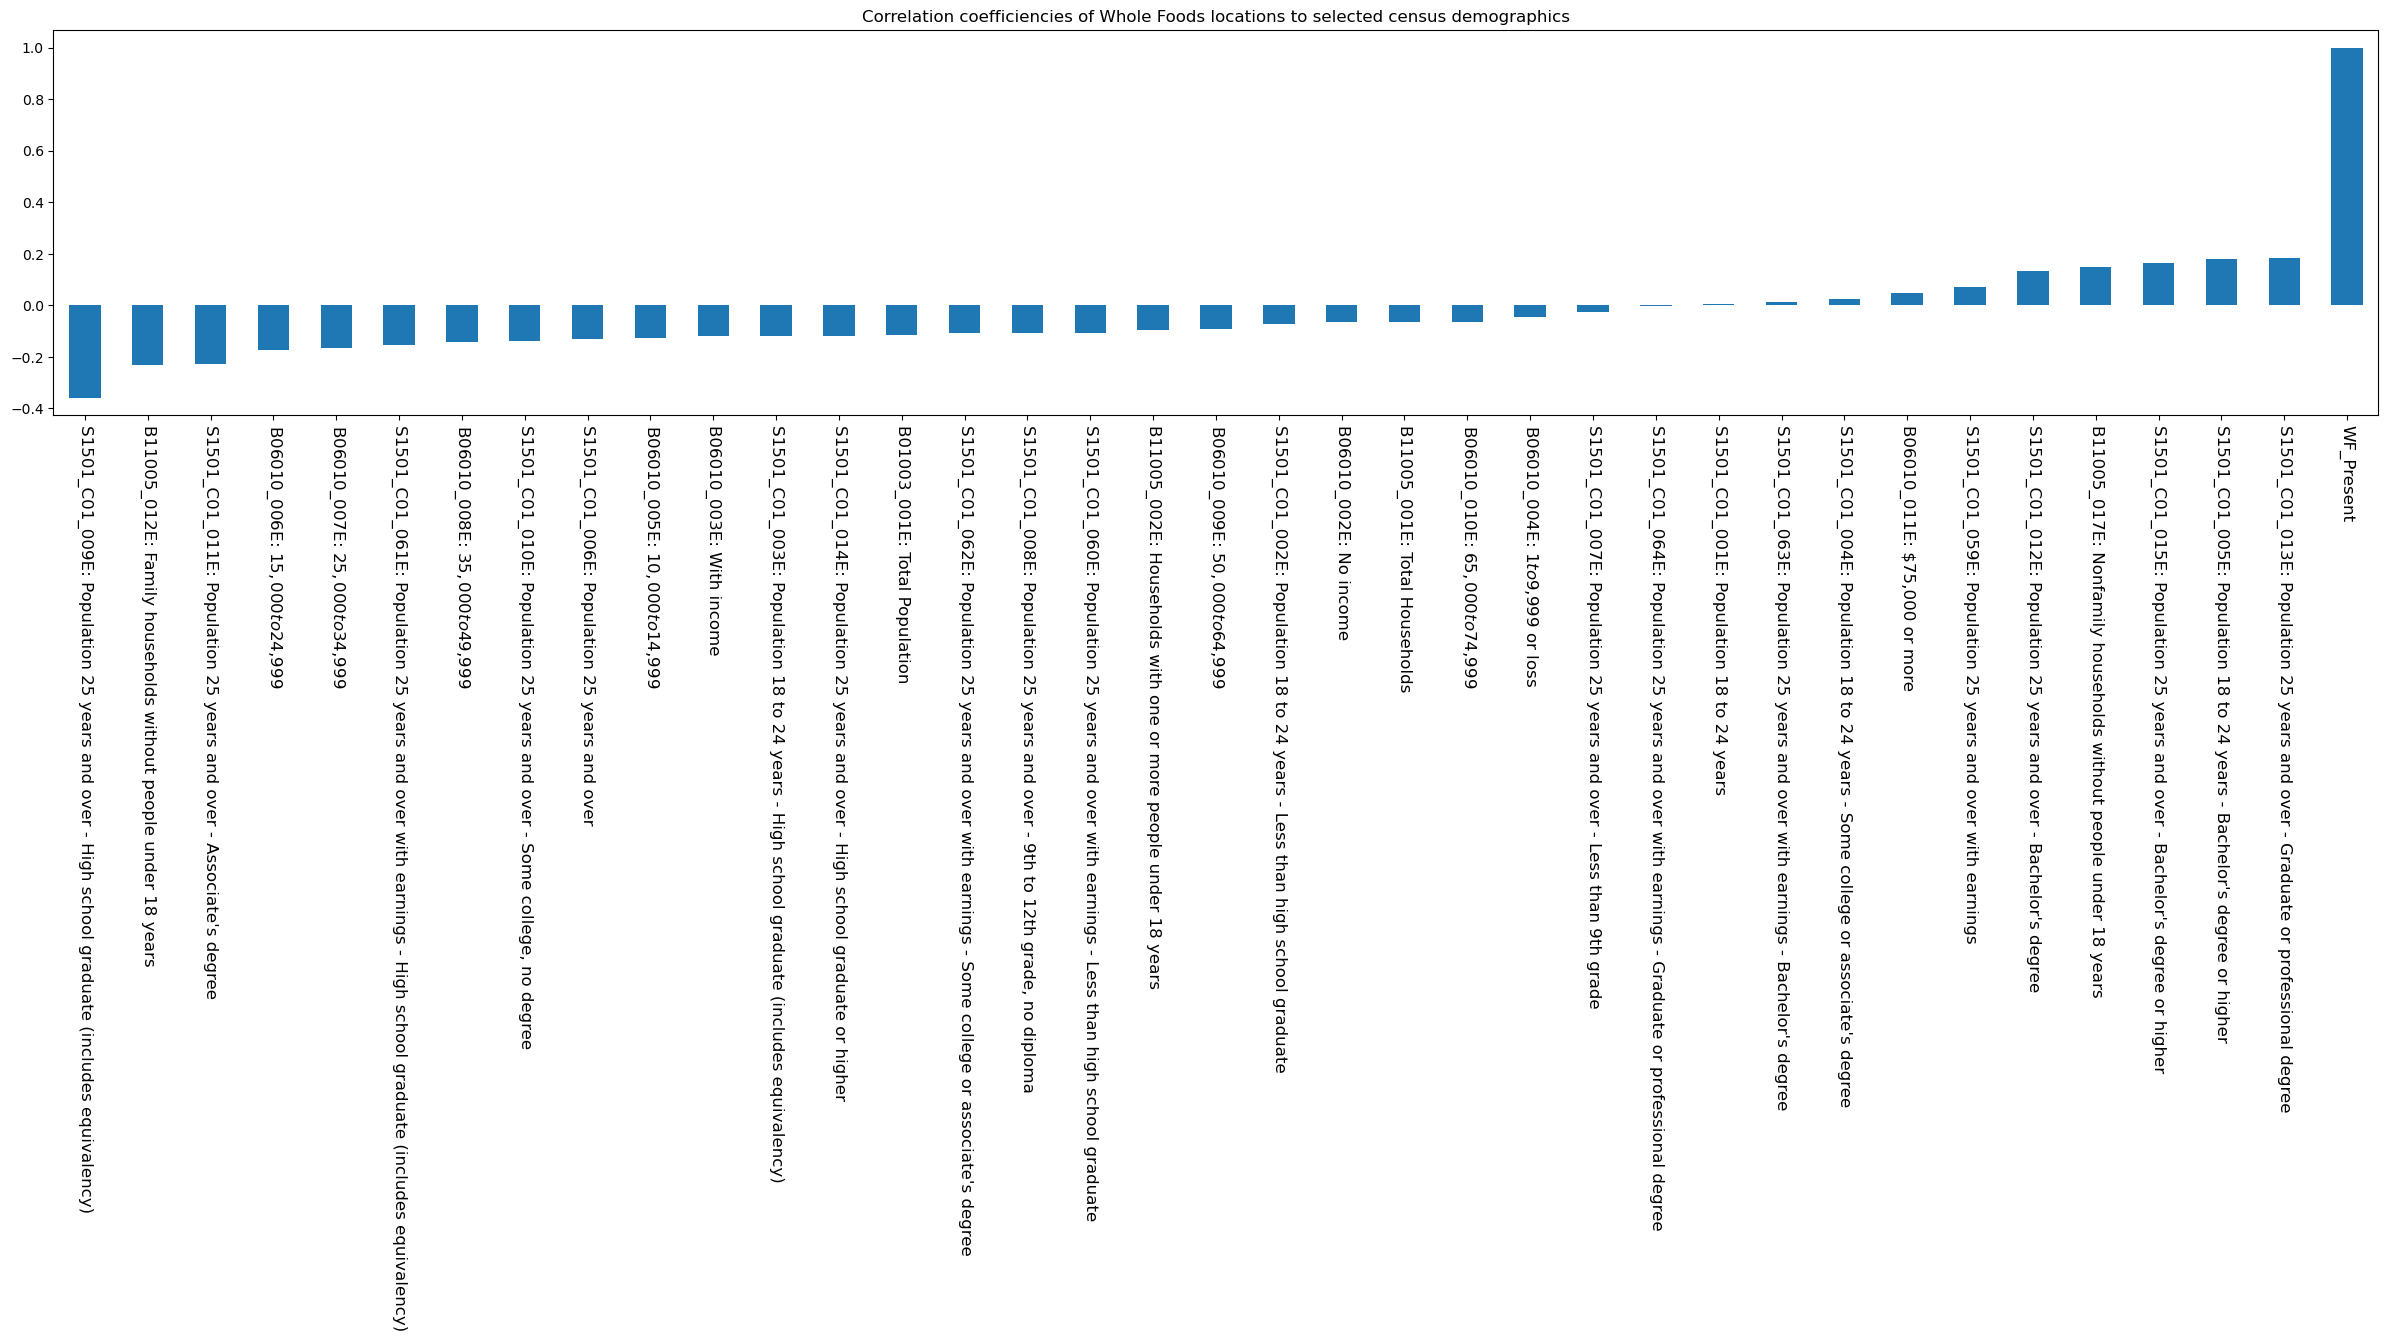 Correlation coefficiencies of Whole Foods locations to selected census demographics
1.0
0.8
0.6
0.4
0.2
0.0
−0.2
−0.4
S1501_C01_009E: Population 25 years and over - High school graduate (includes equivalency)
B11005_012E: Family households without people under 18 years
S1501_C01_011E: Population 25 years and over - Associate's degree
B06010_006E: 15,000to24,999
B06010_007E: 25,000to34,999
S1501_C01_061E: Population 25 years and over with earnings - High school graduate (includes equivalency)
B06010_008E: 35,000to49,999
S1501_C01_010E: Population 25 years and over - Some college, no degree
S1501_C01_006E: Population 25 years and over
B06010_005E: 10,000to14,999
B06010_003E: With income
S1501_C01_003E: Population 18 to 24 years - High school graduate (includes equivalency)
S1501_C01_014E: Population 25 years and over - High school graduate or higher
B01003_001E: Total Population
S1501_C01_062E: Population 25 years and over with earnings - Some college or associate's degree
S1501_C01_008E: Population 25 years and over - 9th to 12th grade, no diploma
S1501_C01_060E: Population 25 years and over with earnings - Less than high school graduate
B11005_002E: Households with one or more people under 18 years
B06010_009E: 50,000to64,999
S1501_C01_002E: Population 18 to 24 years - Less than high school graduate
B06010_002E: No income
B11005_001E: Total Households
B06010_010E: 65,000to74,999
B06010_004E: 1to9,999 or loss
S1501_C01_007E: Population 25 years and over - Less than 9th grade
S1501_C01_064E: Population 25 years and over with earnings - Graduate or professional degree
S1501_C01_001E: Population 18 to 24 years
S1501_C01_063E: Population 25 years and over with earnings - Bachelor's degree
S1501_C01_004E: Population 18 to 24 years - Some college or associate's degree
B06010_011E: $75,000 or more
S1501_C01_059E: Population 25 years and over with earnings
S1501_C01_012E: Population 25 years and over - Bachelor's degree
B11005_017E: Nonfamily households without people under 18 years
S1501_C01_015E: Population 25 years and over - Bachelor's degree or higher
S1501_C01_005E: Population 18 to 24 years - Bachelor's degree or higher
S1501_C01_013E: Population 25 years and over - Graduate or professional degree
WF_Present